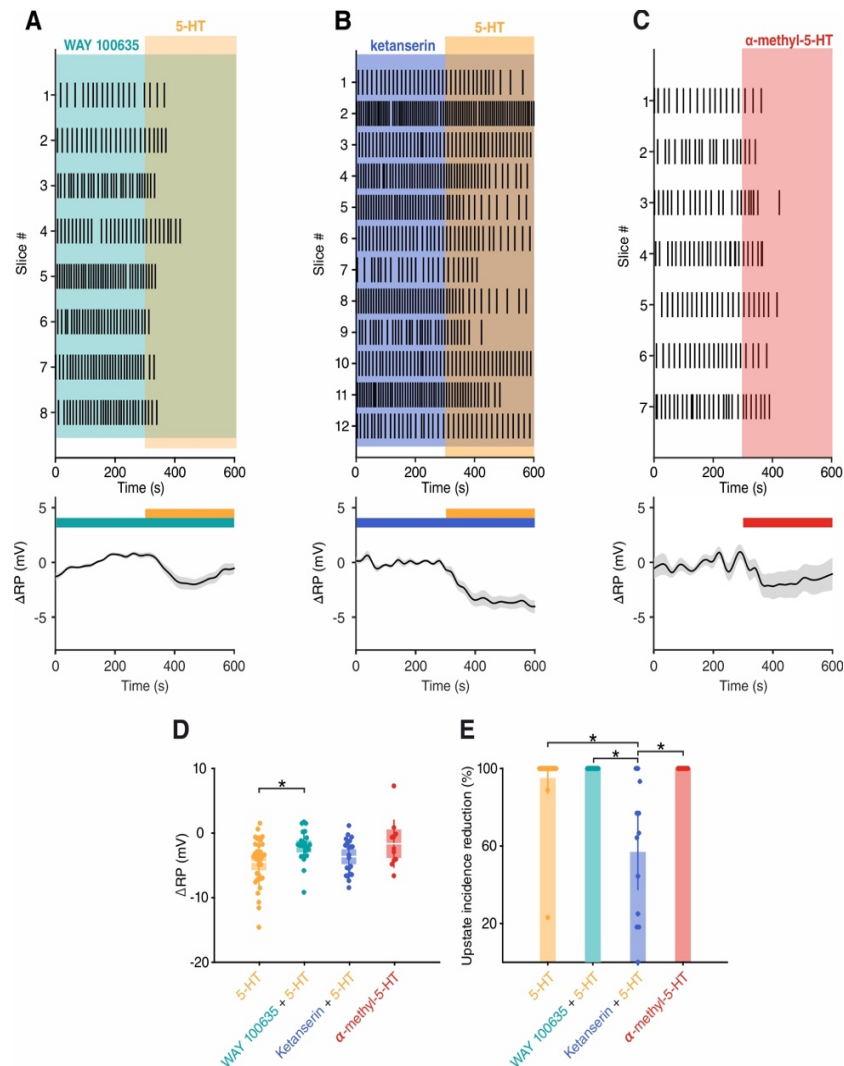 A
5-HT
WAY 100635
Slice #
1
2
3
4
5
6
7
8
0 200 400 600
Time (s)
5
0
-5
ΔRP (mV)
0 200 400 600
Time (s)
B
5-HT
ketanserin
Slice #
1
2
3
4
5
6
7
8
9
10
11
12
0 200 400 600
Time (s)
5
0
-5
ΔRP (mV)
0 200 400 600
Time (s)
C
α-methyl-5-HT
Slice #
1
2
3
4
5
6
7
0 200 400 600
Time (s)
5
0
-5
ΔRP (mV)
0 200 400 600
Time (s)
D
*
10
0
-10
-20
ΔRP (mV)
5-HT
WAY 100635 + 5-HT
Ketanserin + 5-HT
α-methyl-5-HT
E
*
*
*
100
60
20
Upstate incidence reduction (%)
5-HT
WAY 100635 + 5-HT
Ketanserin + 5-HT
α-methyl-5-HT